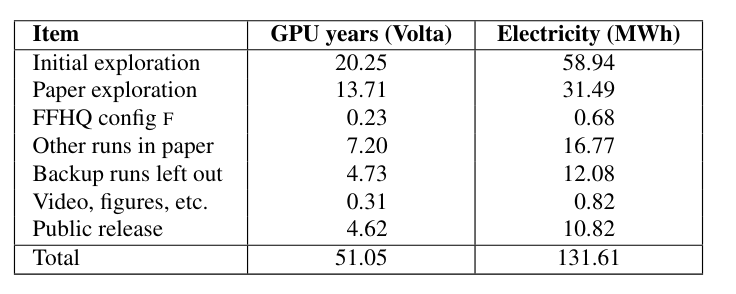 Item GPU years (Volta) Electricity (MWh)
Initial exploration 20.25 58.94
Paper exploration 13.71 31.49
FFHQ config F 0.23 0.68
Other runs in paper 7.20 16.77
Backup runs left out 4.73 12.08
Video, figures, etc. 0.31 0.82
Public release 4.62 10.82
Total 51.05 131.61